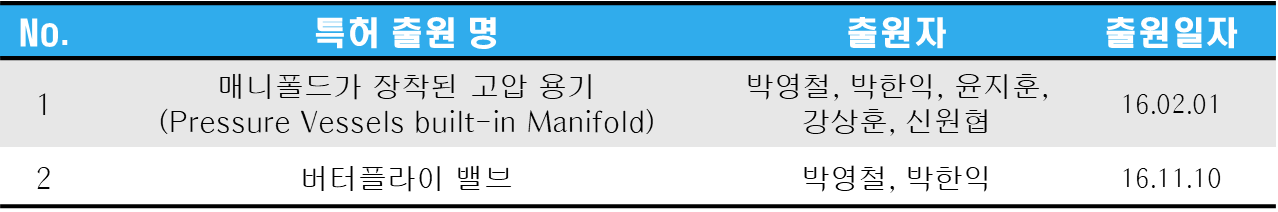 No. 특허 출원 명 출원자 출원일자
1 매니폴드가 장착된 고압 용기 (Pressure Vessels built-in Manifold) 박영철, 박한익, 윤지훈, 강상훈, 신원협 16.02.01
2 버터플라이 밸브 박영철, 박한익 16.11.10